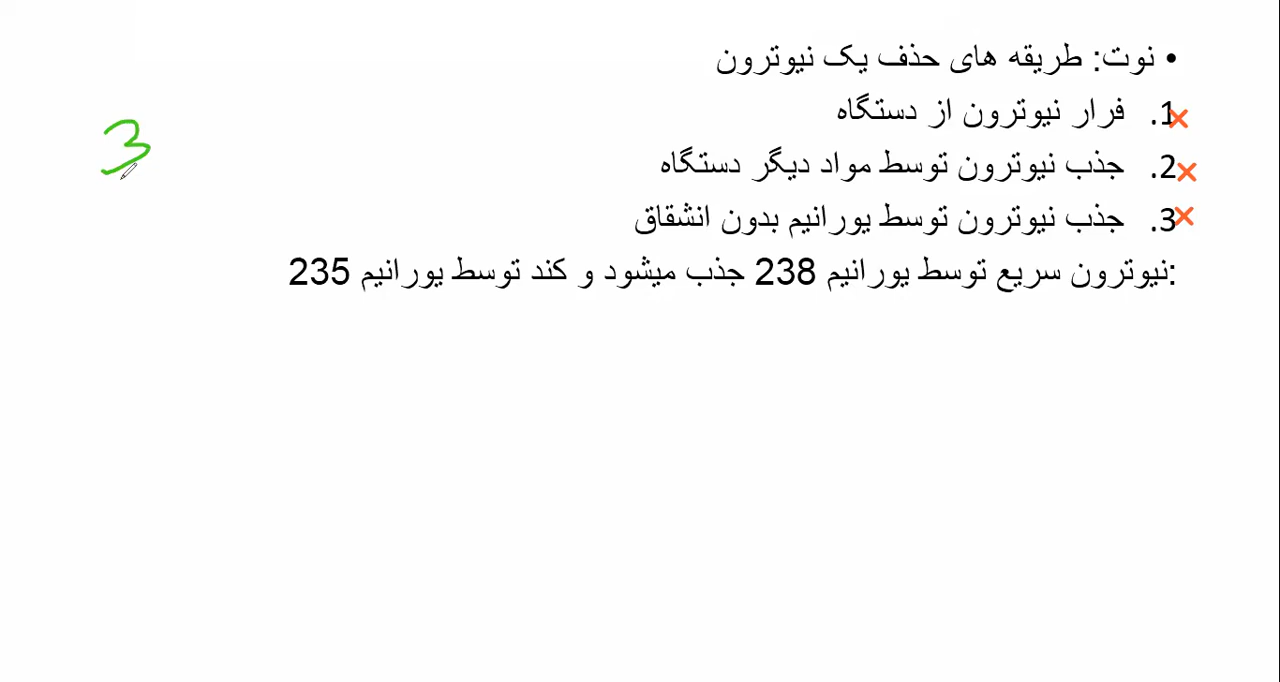 • نوت: طریقه های حذف یک نیوترون
1. فرار نیوترون از دستگاه
2. جذب نیوترون توسط مواد دیگر دستگاه
3. جذب نیوترون توسط یورانیم بدون انشقاق
:نیوترون سریع توسط یورانیم 238 جذب میشود و کند توسط یورانیم 235
3